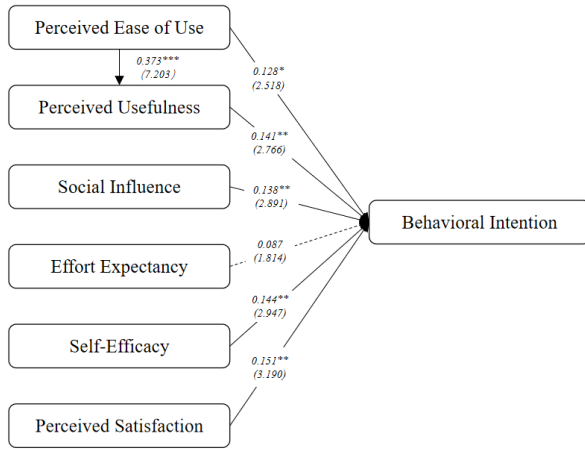 Perceived Ease of Use
0.373***
(7.203)
0.128*
(2.518)
Perceived Usefulness
0.141**
(2.766)
Social Influence
0.138**
(2.891)
Behavioral Intention
Effort Expectancy
0.087
(1.814)
Self-Efficacy
0.144**
(2.947)
Perceived Satisfaction
0.151**
(3.190)